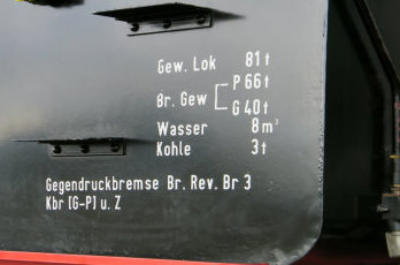 Gew. Lok 81t
Br. Gew P 66t
G 40t
Wasser 8m³
Kohle 3t
Gegendruckbremse Br. Rev. Br 3
Kbr (G-P) u. Z